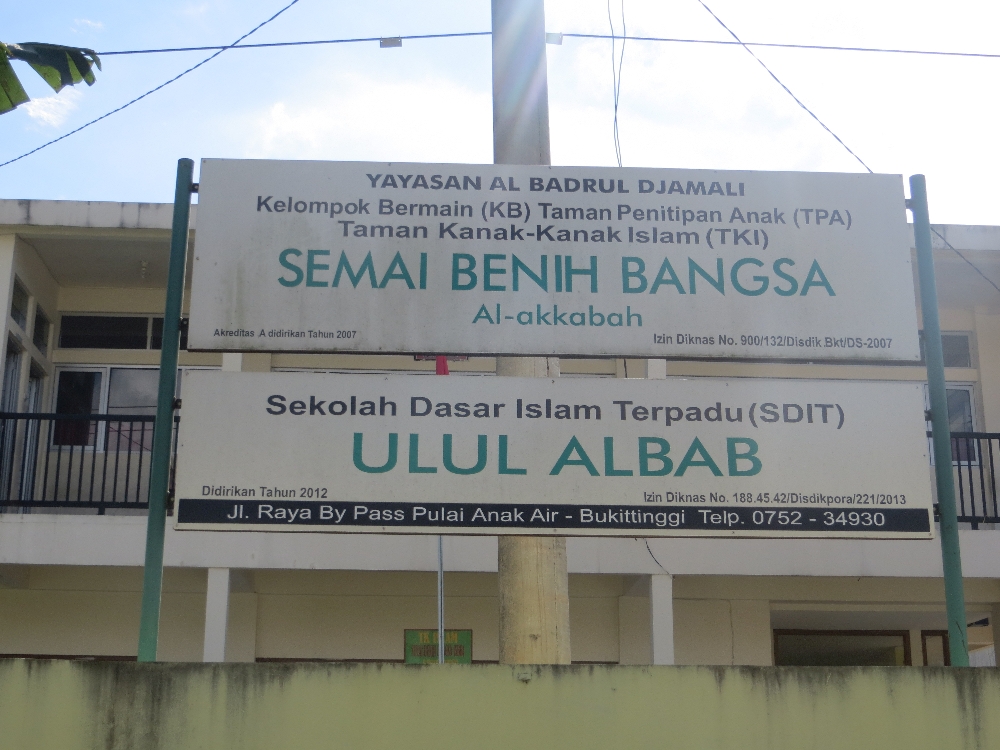 YAYASAN AL BADRUL DJAMALI
Kelompok Bermain (KB) Taman Penitipan Anak (TPA)
Taman Kanak-Kanak Islam (TKI)
SEMAI BENIH BANGSA
Al-akkabah
Akreditas A didirikan Tahun 2007
Izin Diknas No. 900/132/Disdik.Bkt/DS-2007
Sekolah Dasar Islam Terpadu (SDIT)
ULUL ALBAB
Didirikan Tahun 2012
Izin Diknas No. 188.45.42/Disdikpora/221/2013
Jl. Raya By Pass Pulai Anak Air - Bukittinggi Telp. 0752 - 34930